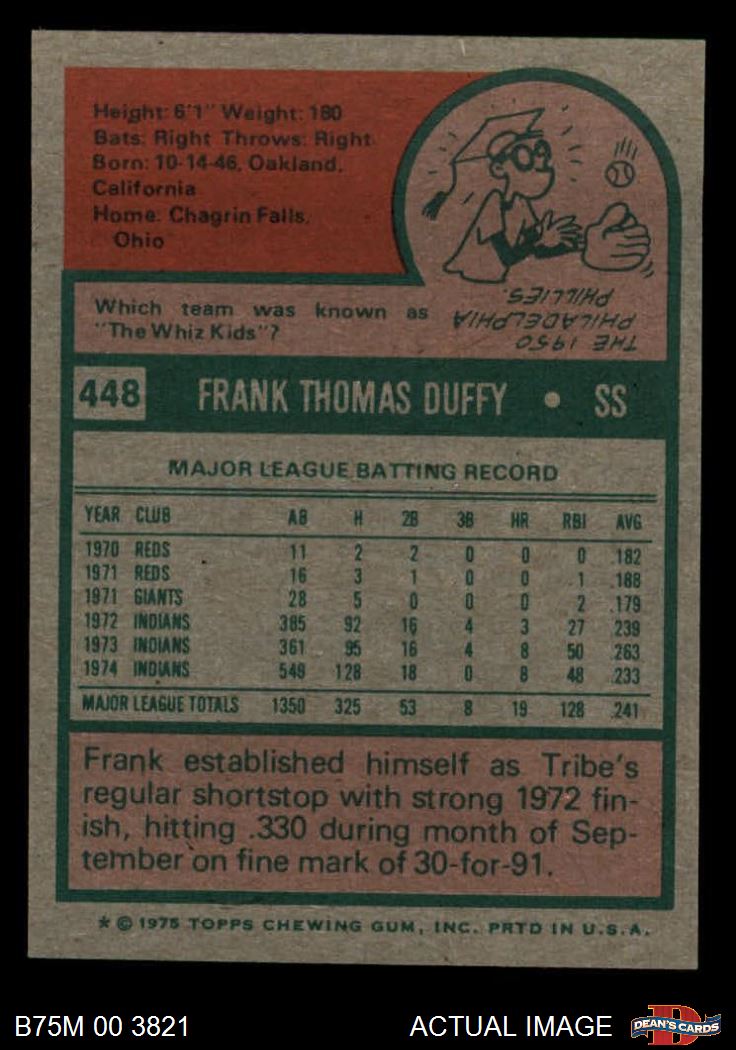 Height: 6'1" Weight: 180
Bats: Right Throws: Right
Born: 10-14-46, Oakland,
California
Home: Chagrin Falls,
Ohio
Which team was known as
"The Whiz Kids"?
THE 1950
PHILADELPHIA
PHILLIES.
448 FRANK THOMAS DUFFY • SS
MAJOR LEAGUE BATTING RECORD
YEAR CLUB AB H 2B 3B HR RBI AVG
1970 REDS 11 2 2 0 0 0 .182
1971 REDS 16 3 1 0 0 1 .188
1971 GIANTS 28 5 0 0 0 2 .179
1972 INDIANS 385 92 16 4 3 27 .239
1973 INDIANS 361 95 16 4 8 50 .263
1974 INDIANS 549 128 18 0 8 48 .233
MAJOR LEAGUE TOTALS 1350 325 53 8 19 128 .241
Frank established himself as Tribe's
regular shortstop with strong 1972 fin-
ish, hitting .330 during month of Sep-
tember on fine mark of 30-for-91.
* © 1975 TOPPS CHEWING GUM, INC. PRTD IN U.S.A.
B75M 00 3821 ACTUAL IMAGE D DEAN'S CARDS